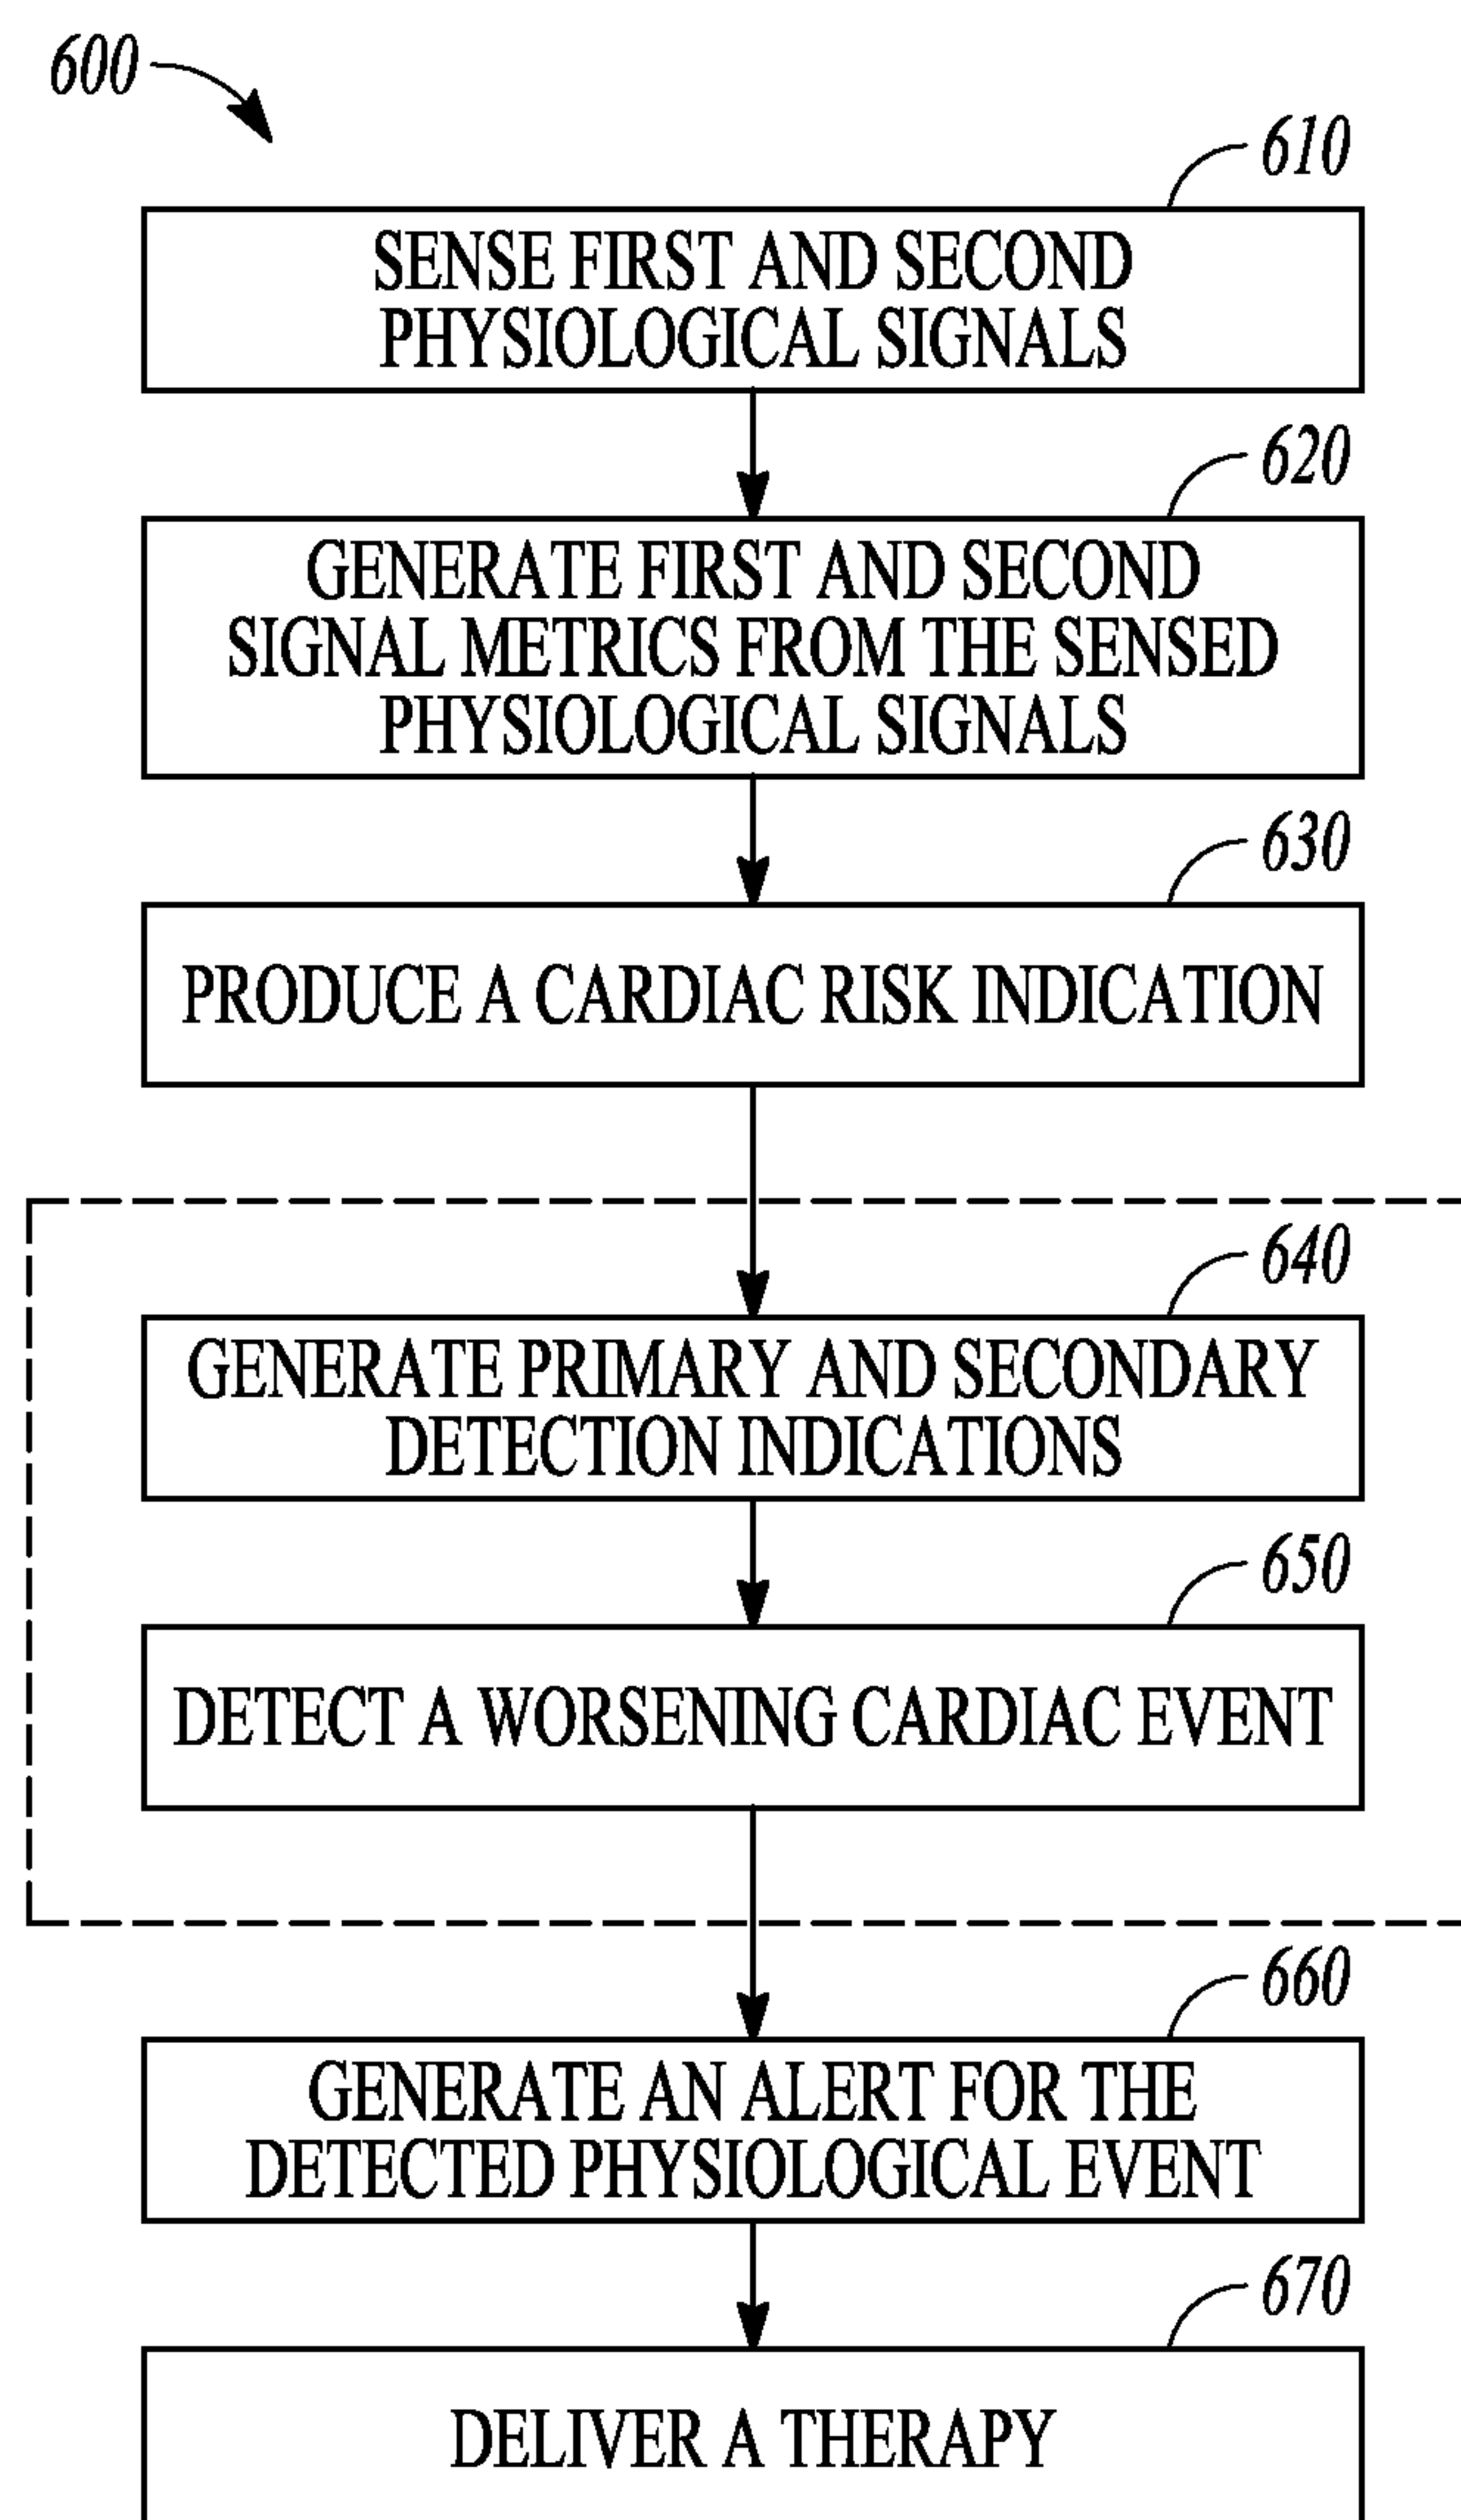 600
610
SENSE FIRST AND SECOND
PHYSIOLOGICAL SIGNALS
620
GENERATE FIRST AND SECOND
SIGNAL METRICS FROM THE SENSED
PHYSIOLOGICAL SIGNALS
630
PRODUCE A CARDIAC RISK INDICATION
640
GENERATE PRIMARY AND SECONDARY
DETECTION INDICATIONS
650
DETECT A WORSENING CARDIAC EVENT
660
GENERATE AN ALERT FOR THE
DETECTED PHYSIOLOGICAL EVENT
670
DELIVER A THERAPY